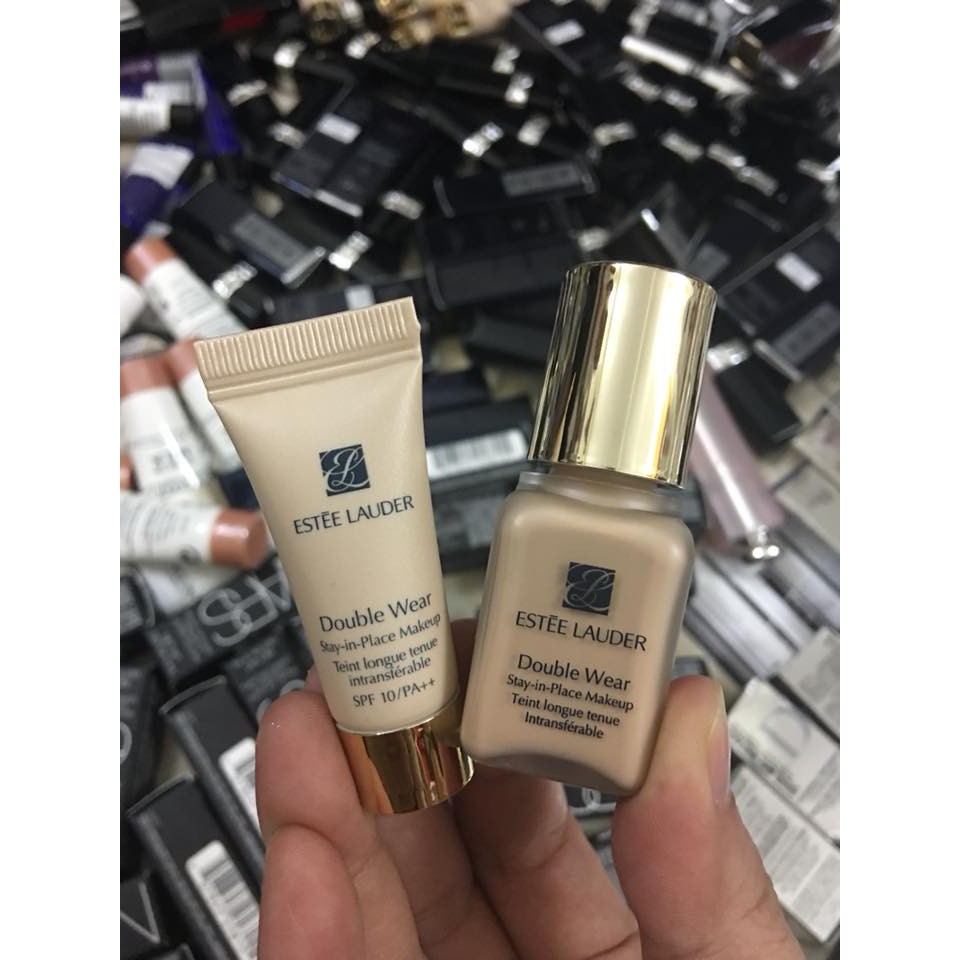 ESTĒE LAUDER
Double Wear
Stay-in-Place Makeup
Teint longue tenue
intransférable
SPF 10/PA++
ESTĒE LAUDER
Double Wear
Stay-in-Place Makeup
Teint longue tenue
Intransférable